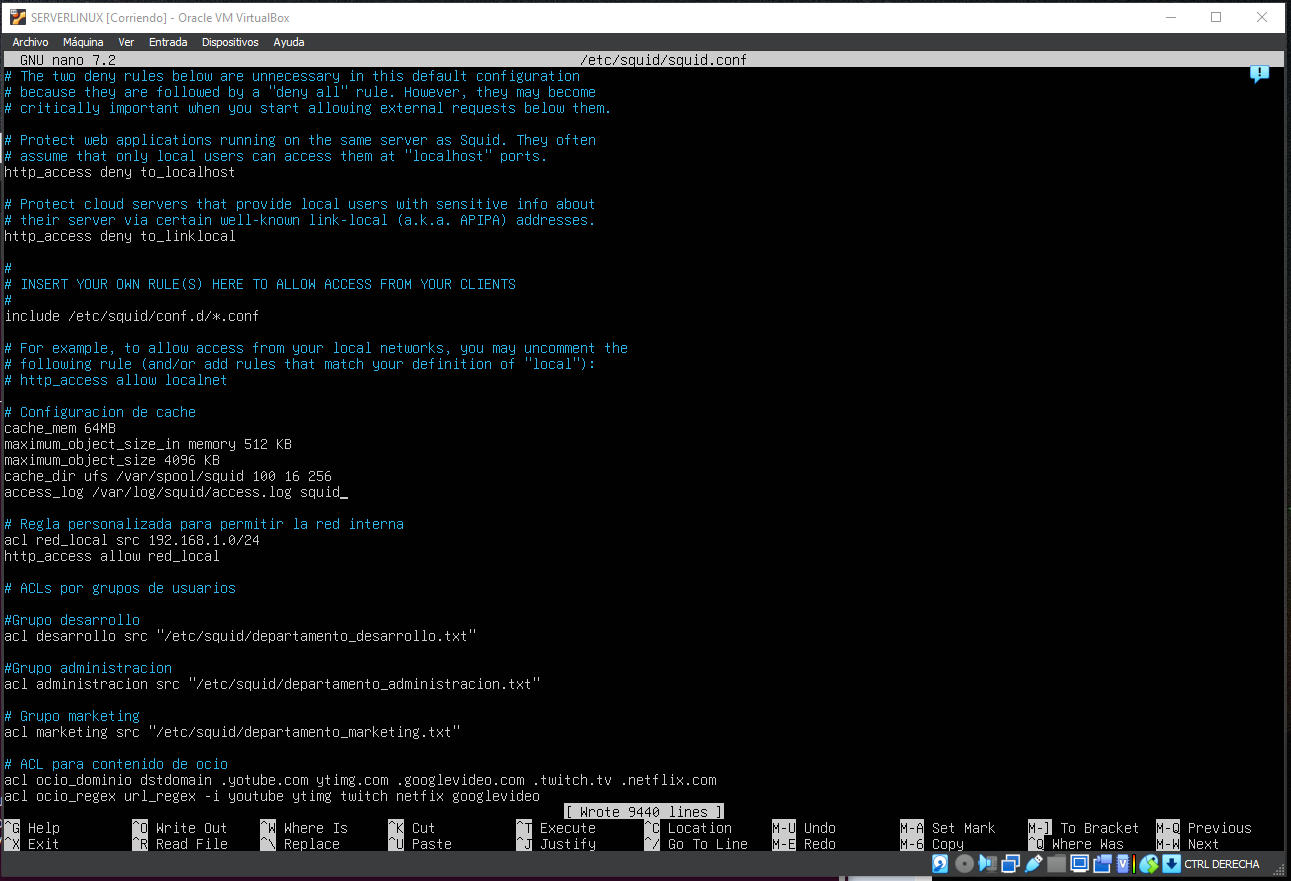 SERVERLINUX [Corriendo] - Oracle VM VirtualBox
Archivo Máquina Ver Entrada Dispositivos Ayuda
GNU nano 7.2 /etc/squid/squid.conf
# The two deny rules below are unnecessary in this default configuration
# because they are followed by a "deny all" rule. However, they may become
# critically important when you start allowing external requests below them.
# Protect web applications running on the same server as Squid. They often
# assume that only local users can access them at "localhost" ports.
http_access deny to_localhost
# Protect cloud servers that provide local users with sensitive info about
# their server via certain well-known link-local (a.k.a. APIPA) addresses.
http_access deny to_linklocal
#
# INSERT YOUR OWN RULE(S) HERE TO ALLOW ACCESS FROM YOUR CLIENTS
#
include /etc/squid/conf.d/*.conf
# For example, to allow access from your local networks, you may uncomment the
# following rule (and/or add rules that match your definition of "local"):
# http_access allow localnet
# Configuracion de cache
cache_mem 64MB
maximum_object_size_in memory 512 KB
maximum_object_size 4096 KB
cache_dir ufs /var/spool/squid 100 16 256
access_log /var/log/squid/access.log squid_
# Regla personalizada para permitir la red interna
acl red_local src 192.168.1.0/24
http_access allow red_local
# ACLs por grupos de usuarios
#Grupo desarrollo
acl desarrollo src "/etc/squid/departamento_desarrollo.txt"
#Grupo administracion
acl administracion src "/etc/squid/departamento_administracion.txt"
# Grupo marketing
acl marketing src "/etc/squid/departamento_marketing.txt"
# ACL para contenido de ocio
acl ocio_dominio dstdomain .yotube.com ytimg.com .googlevideo.com .twitch.tv .netflix.com
acl ocio_regex url_regex -i youtube ytimg twitch netfix googlevideo
[ Wrote 9440 lines ]
^G Help ^O Write Out ^W Where Is ^K Cut ^T Execute ^C Location M-U Undo M-A Set Mark M-] To Bracket M-Q Previous
^X Exit ^R Read File ^\ Replace ^U Paste ^J Justify ^/ Go To Line M-E Redo M-6 Copy ^Q Where Was M-W Next
CTRL DERECHA